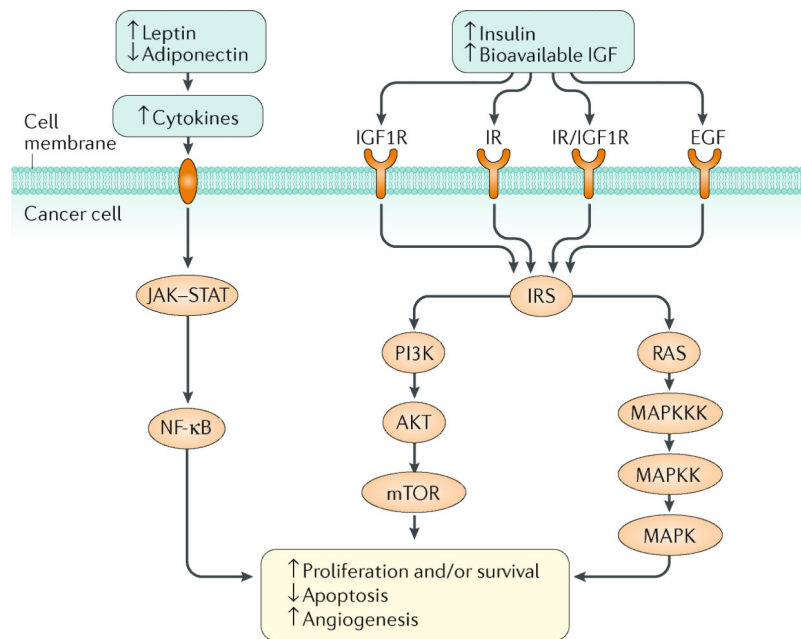 ↑Leptin
↓Adiponectin
↑Cytokines
↑Insulin
↑Bioavailable IGF
Cell
membrane
IGF1R
IR
IR/IGF1R
EGF
Cancer cell
JAK–STAT
IRS
PI3K
RAS
NF-κB
AKT
MAPKKK
mTOR
MAPKK
MAPK
↑Proliferation and/or survival
↓Apoptosis
↑Angiogenesis